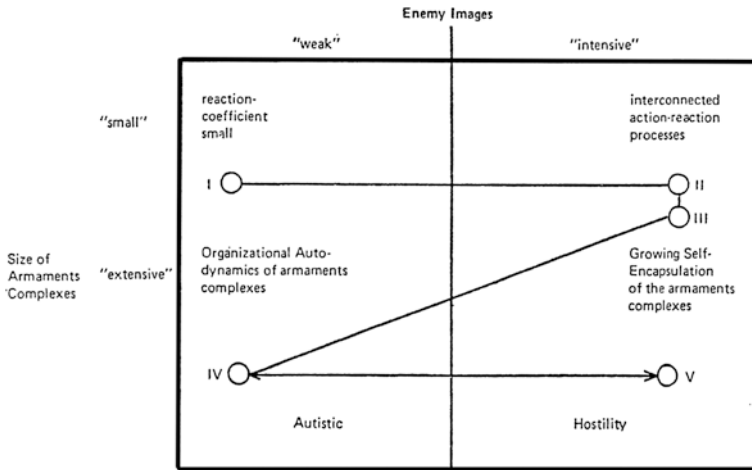 Enemy Images
"weak"
"intensive"
reaction-
coefficient
small
interconnected
action-reaction
processes
"small"
I
II
III
Size of
Armaments
Complexes
"extensive"
Organizational Auto-
dynamics of armaments
complexes
Growing Self-
Encapsulation
of the armaments
complexes
IV
V
Autistic
Hostility